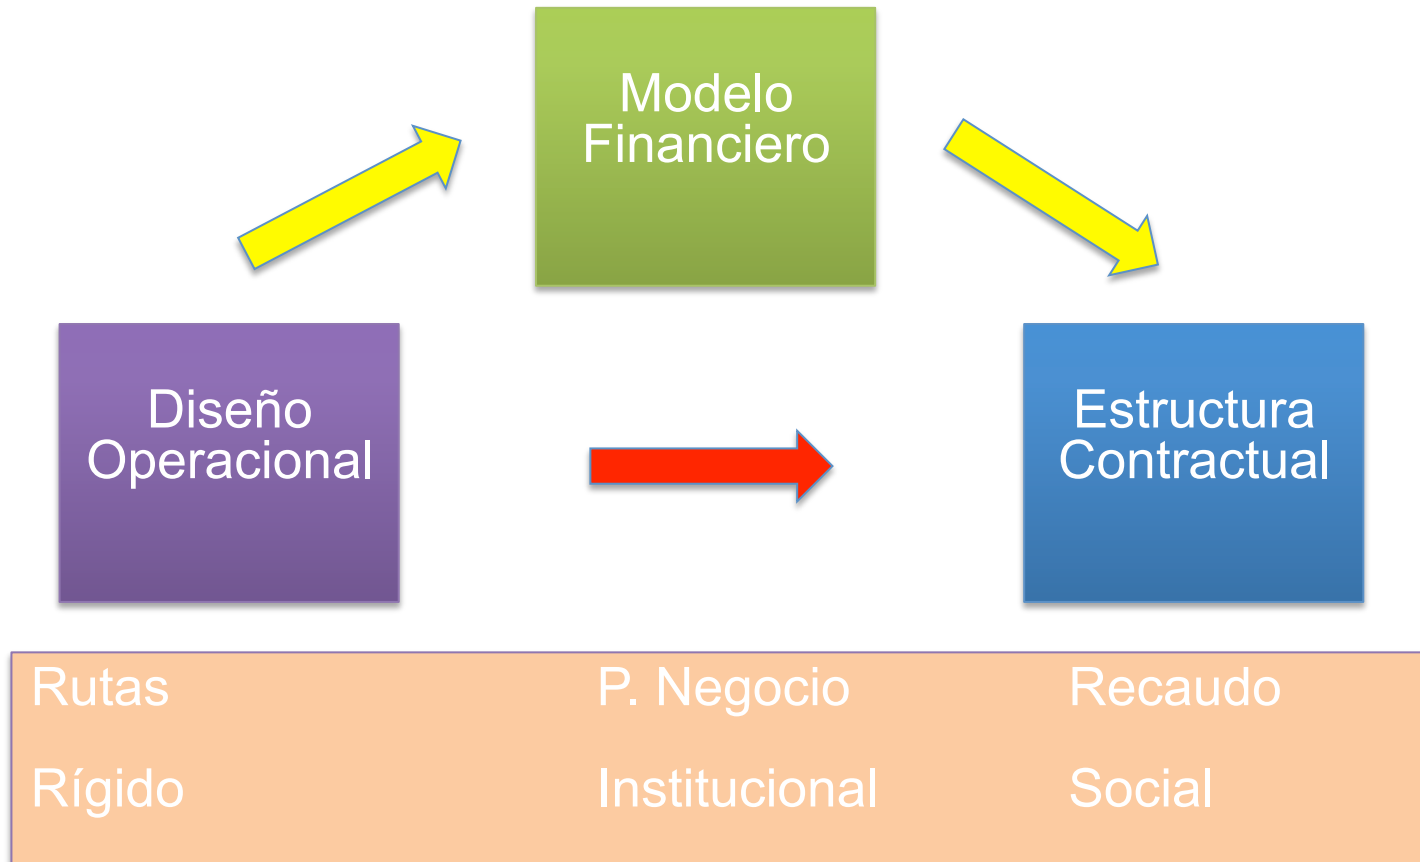 Modelo
Financiero
Diseño
Operacional
Estructura
Contractual
Rutas P. Negocio Recaudo
Rígido Institucional Social